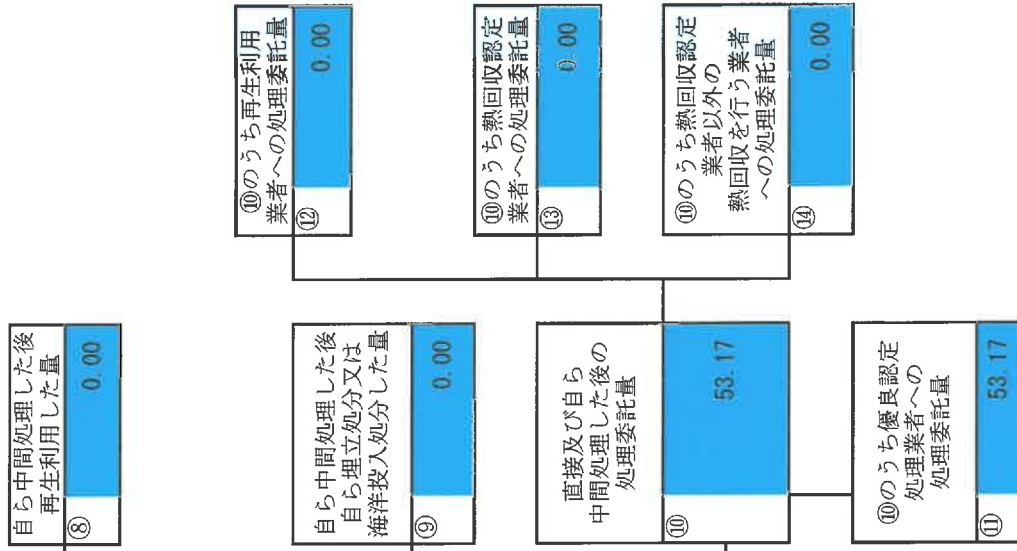 自ら中間処理した後
再生利用した量
⑧
0.00
自ら中間処理した後
自ら埋立処分又は
海洋投入処分した量
⑨
0.00
直接及び自ら
中間処理した後の
処理委託量
⑩
53.17
⑩のうち優良認定
処理業者への
処理委託量
⑪
53.17
⑩のうち再生利用
業者への処理委託量
⑫
0.00
⑩のうち熱回収認定
業者への処理委託量
⑬
0.00
⑩のうち熱回収認定
業者以外の
熱回収を行う業者
への処理委託量
⑭
0.00